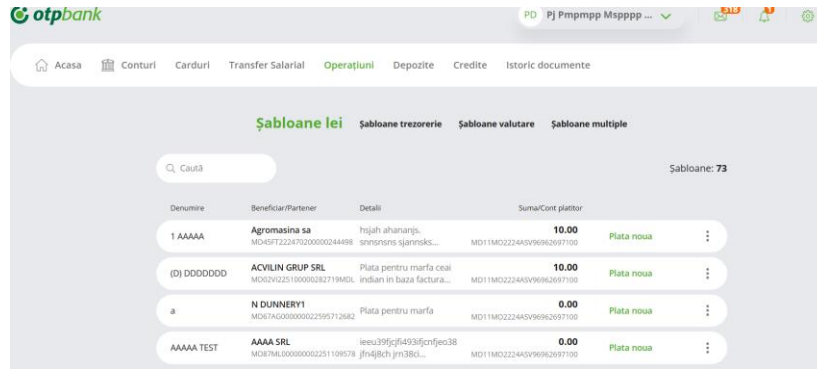 otpbank
PD Pj Pmpmpp Mspppp ... 318 1
Acasa Conturi Carduri Transfer Salarial Operațiuni Depozite Credite Istoric documente
Șabloane lei Șabloane trezorerie Șabloane valutare Șabloane multiple
Caută Șabloane: 73
Denumire Beneficiar/Partener Detalii Suma/Cont platitor
1 AAAAA Agromasina sa hsjah ahananjs. 10.00 Plata noua
MD45FT222470200000244498 snnsnsns sjannsks... MD11MO2224ASV96962697100
(D) DDDDDDD ACVILIN GRUP SRL Plata pentru marfa ceai 10.00 Plata noua
MD02VI225100000282719MDL indian in baza factura... MD11MO2224ASV96962697100
a N DUNNERY1 Plata pentru marfa 0.00 Plata noua
MD67AG000000022595712682 MD11MO2224ASV96962697100
AAAAA TEST AAAA SRL ieeu39fjcjfi493ifjcnfjeo38 0.00 Plata noua
MD87ML000000002251109578 jfn4j8ch jrn38ci... MD11MO2224ASV96962697100